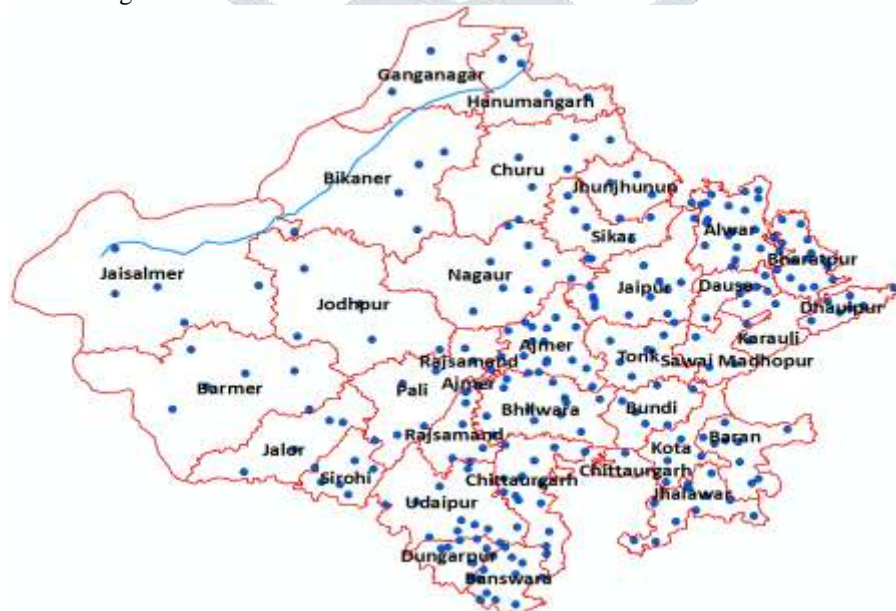 Ganganagar
Hanumangarh
Bikaner
Churu
Jhunjhunun
Sikar
Alwar
Bharatpur
Jaisalmer
Nagaur
Jaipur
Dausa
Jodhpur
Dhaulpur
Karauli
Ajmer
Rajsamand
Tonk
Sawai Madhopur
Barmer
Pali
Ajmer
Bhilwara
Bundi
Rajsamand
Kota
Baran
Jalor
Sirohi
Chittaurgarh
Chittaurgarh
Jhalawar
Udaipur
Dungarpur
Banswara